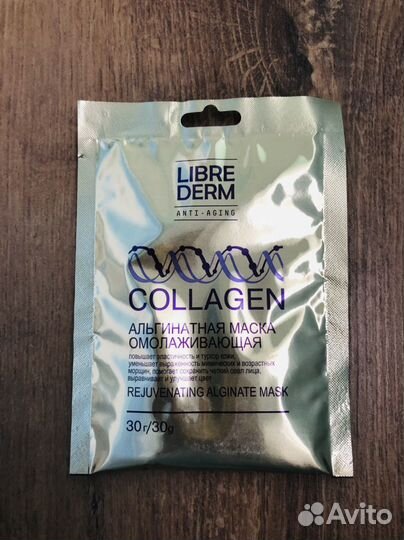 LIBRE
DERM
ANTI-AGING
COLLAGEN
АЛЬГИНАТНАЯ МАСКА
ОМОЛАЖИВАЮЩАЯ
повышает эластичность и тургор кожи,
уменьшает выраженность мимических и возрастных
морщин, помогает сохранить четкий овал лица,
выравнивает и улучшает цвет
REJUVENATING ALGINATE MASK
30 г/30g
Avito